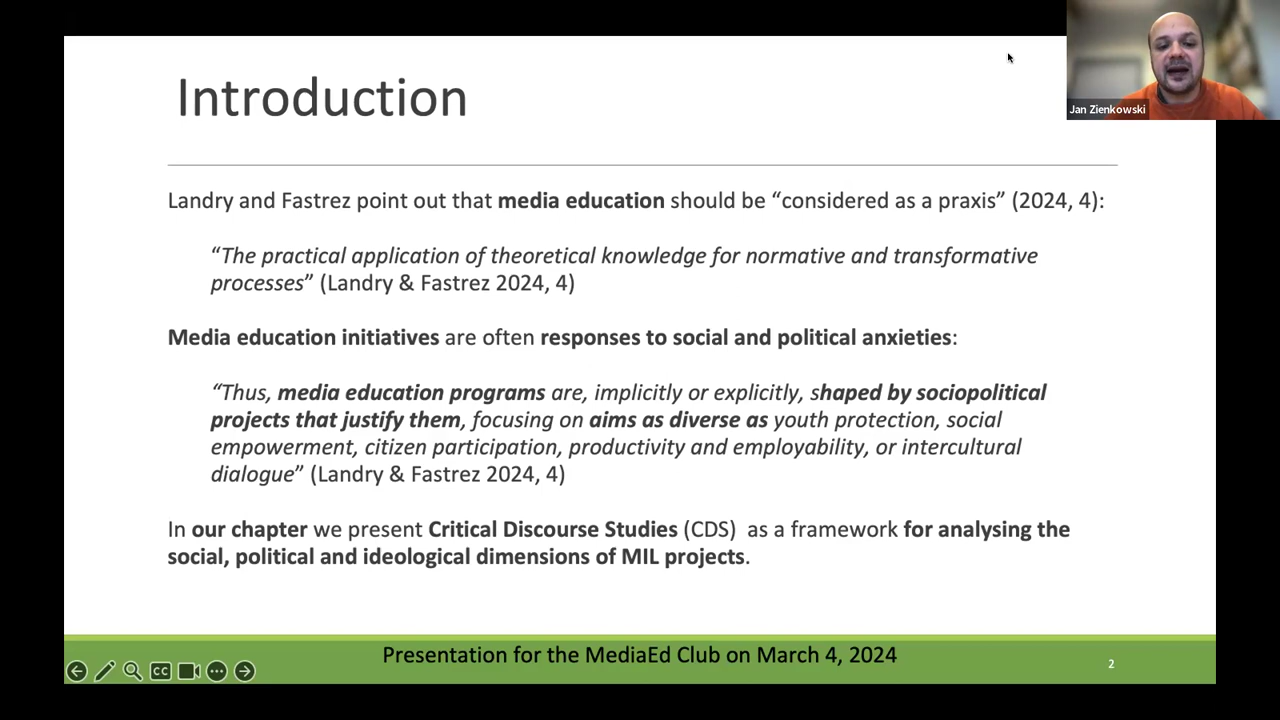 Introduction
Jan Zienkowski
Landry and Fastrez point out that media education should be “considered as a praxis” (2024, 4):
“The practical application of theoretical knowledge for normative and transformative
processes” (Landry & Fastrez 2024, 4)
Media education initiatives are often responses to social and political anxieties:
“Thus, media education programs are, implicitly or explicitly, shaped by sociopolitical
projects that justify them, focusing on aims as diverse as youth protection, social
empowerment, citizen participation, productivity and employability, or intercultural
dialogue” (Landry & Fastrez 2024, 4)
In our chapter we present Critical Discourse Studies (CDS) as a framework for analysing the
social, political and ideological dimensions of MIL projects.
Presentation for the MediaEd Club on March 4, 2024
2
CC